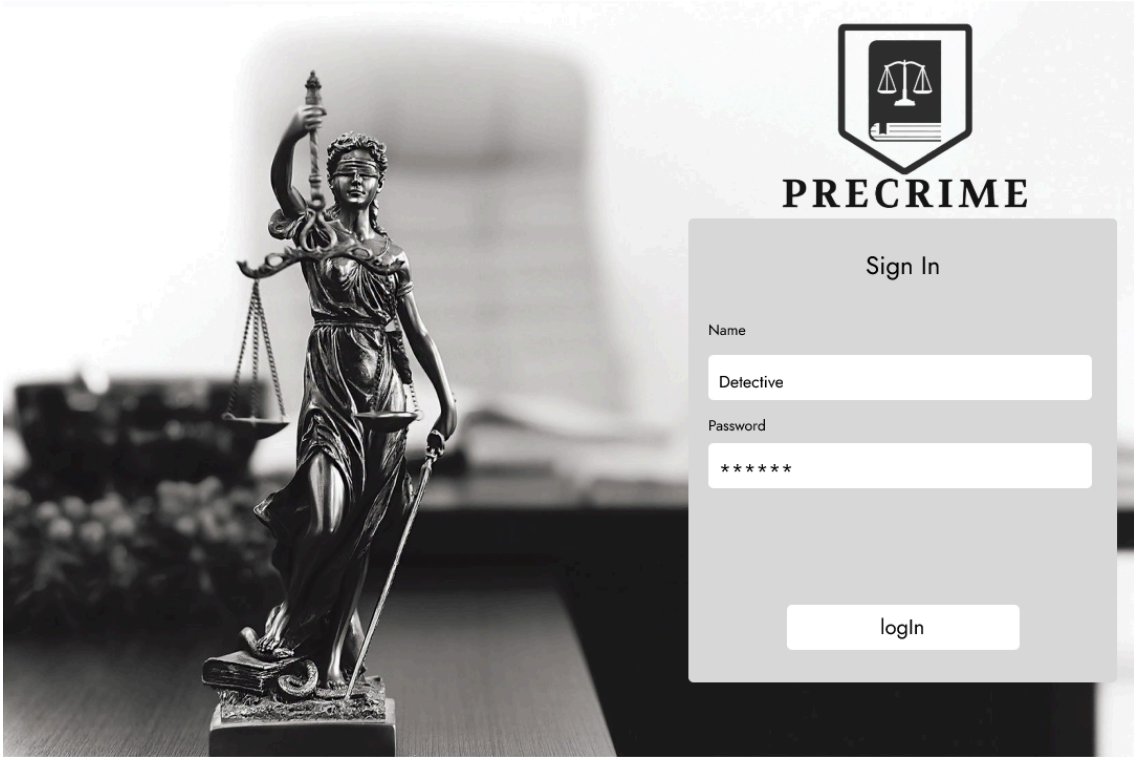 PRECRIME
Sign In
Name
Detective
Password
******
logIn